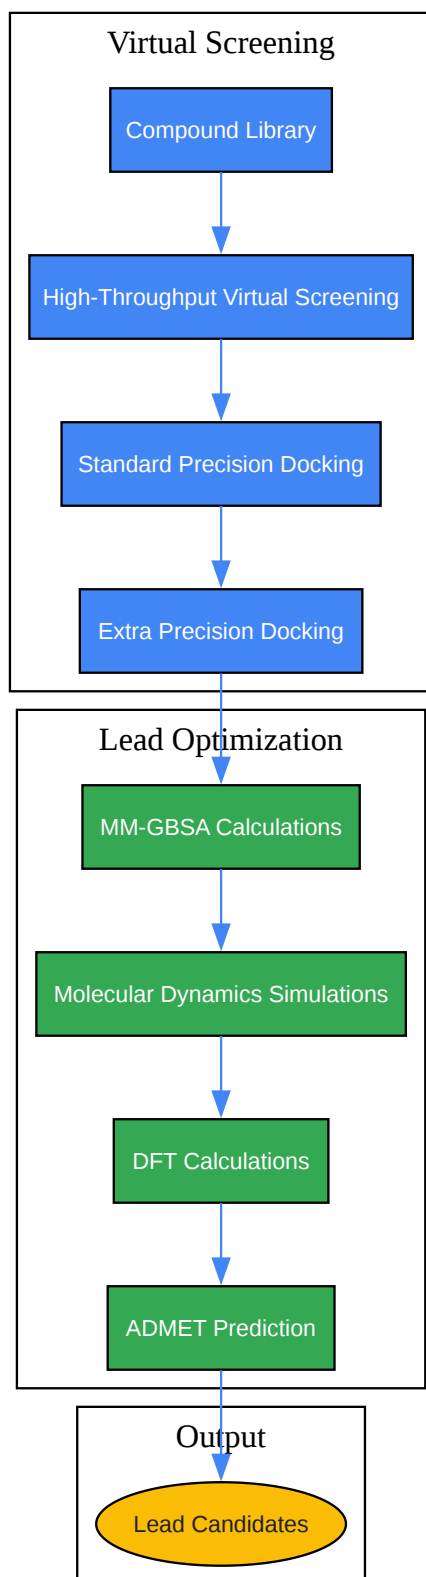 Virtual Screening
Compound Library
High-Throughput Virtual Screening
Standard Precision Docking
Extra Precision Docking
Lead Optimization
MM-GBSA Calculations
Molecular Dynamics Simulations
DFT Calculations
ADMET Prediction
Output
Lead Candidates